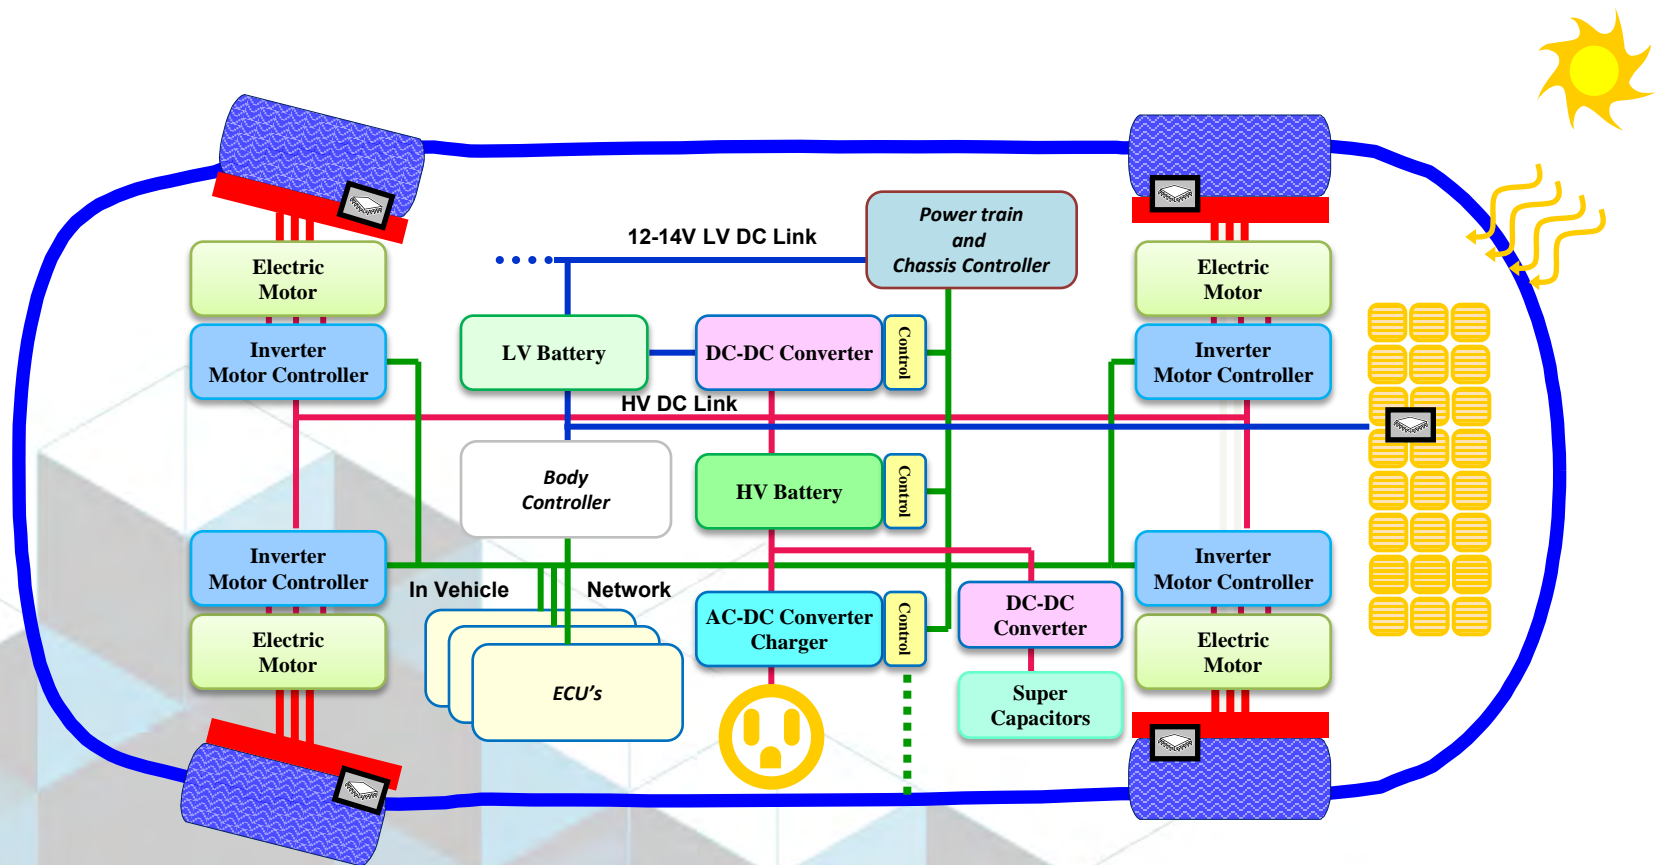 Power train
and
Chassis Controller
12-14V LV DC Link
Electric
Motor
Electric
Motor
Inverter
Motor Controller
LV Battery
DC-DC Converter
Control
Inverter
Motor Controller
HV DC Link
Body
Controller
HV Battery
Control
Inverter
Motor Controller
Inverter
Motor Controller
In Vehicle
Network
AC-DC Converter
Charger
Control
DC-DC
Converter
Electric
Motor
Electric
Motor
ECU's
Super
Capacitors